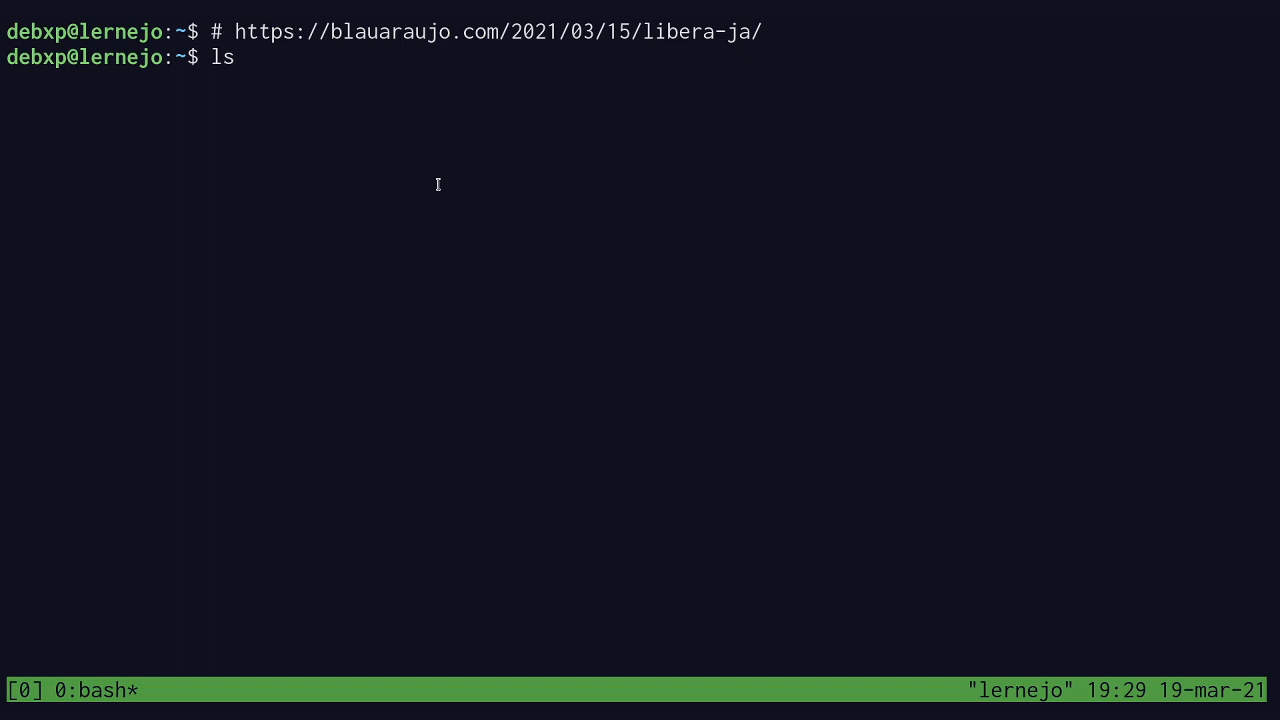 debxp@lernejo:~$ # https://blauaraujo.com/2021/03/15/libera-ja/
debxp@lernejo:~$ ls
[0] 0:bash* "lernejo" 19:29 19-mar-21